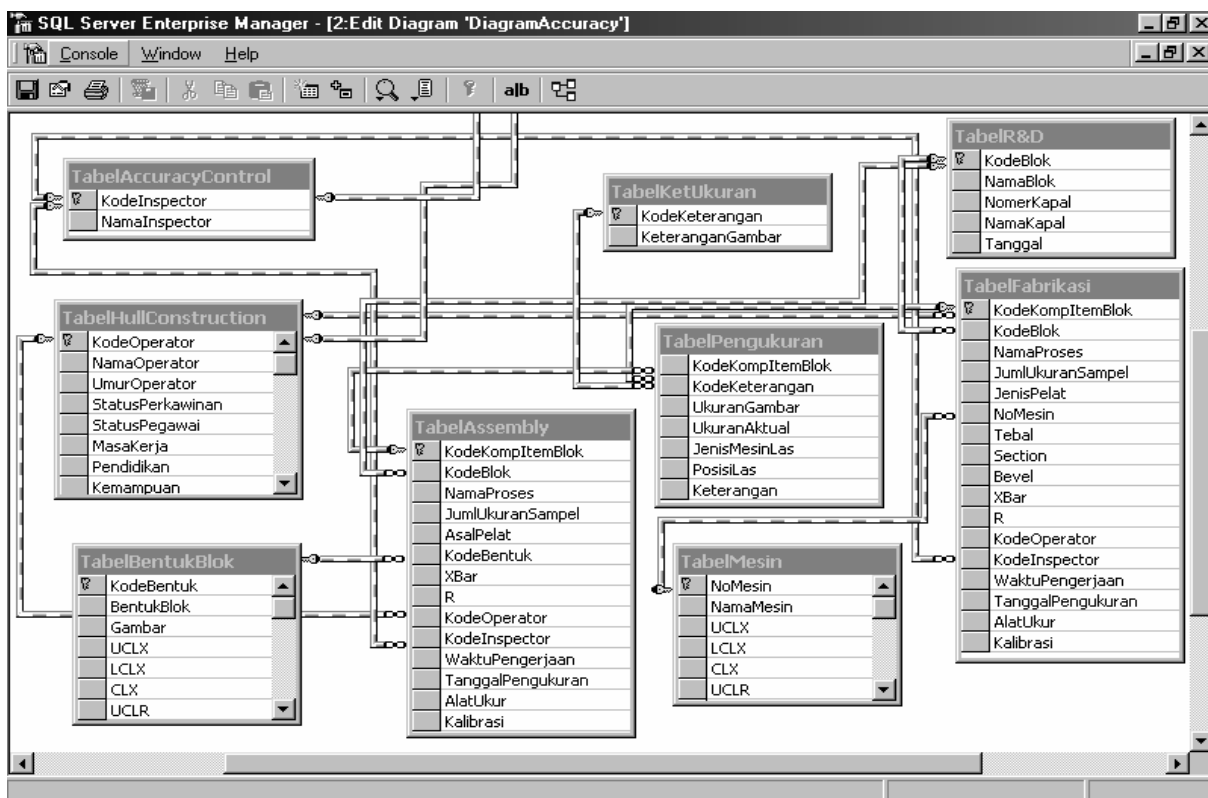 SQL Server Enterprise Manager - [2:Edit Diagram 'DiagramAccuracy']
Console Window Help
alb
TabelAccuracyControl
KodeInspector
NamaInspector
TabelKetUkuran
KodeKeterangan
KeteranganGambar
TabelR&D
KodeBlok
NamaBlok
NomerKapal
NamaKapal
Tanggal
TabelHullConstruction
KodeOperator
NamaOperator
UmurOperator
StatusPerkawinan
StatusPegawai
MasaKerja
Pendidikan
Kemampuan
TabelPengukuran
KodeKompItemBlok
KodeKeterangan
UkuranGambar
UkuranAktual
JenisMesinLas
PosisiLas
Keterangan
TabelFabrikasi
KodeKompItemBlok
KodeBlok
NamaProses
JumlUkuranSampel
JenisPelat
NoMesin
Tebal
Section
Bevel
XBar
R
KodeOperator
KodeInspector
WaktuPengerjaan
TanggalPengukuran
AlatUkur
Kalibrasi
TabelAssembly
KodeKompItemBlok
KodeBlok
NamaProses
JumlUkuranSampel
AsalPelat
KodeBentuk
XBar
R
KodeOperator
KodeInspector
WaktuPengerjaan
TanggalPengukuran
AlatUkur
Kalibrasi
TabelBentukBlok
KodeBentuk
BentukBlok
Gambar
UCLX
LCLX
CLX
UCLR
TabelMesin
NoMesin
NamaMesin
UCLX
LCLX
CLX
UCLR